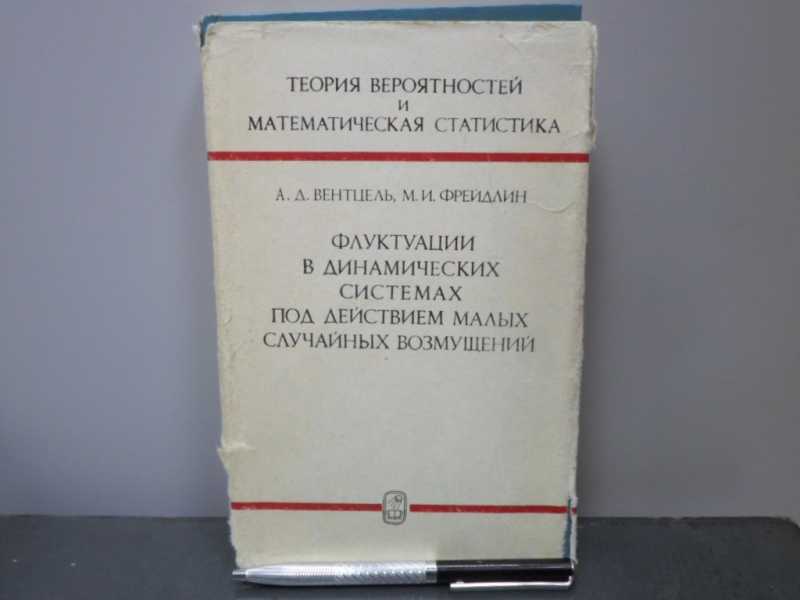 ТЕОРИЯ ВЕРОЯТНОСТЕЙ
И
МАТЕМАТИЧЕСКАЯ СТАТИСТИКА
А. Д. ВЕНТЦЕЛЬ, М. И. ФРЕЙДЛИН
ФЛУКТУАЦИИ
В ДИНАМИЧЕСКИХ
СИСТЕМАХ
ПОД ДЕЙСТВИЕМ МАЛЫХ
СЛУЧАЙНЫХ ВОЗМУЩЕНИЙ